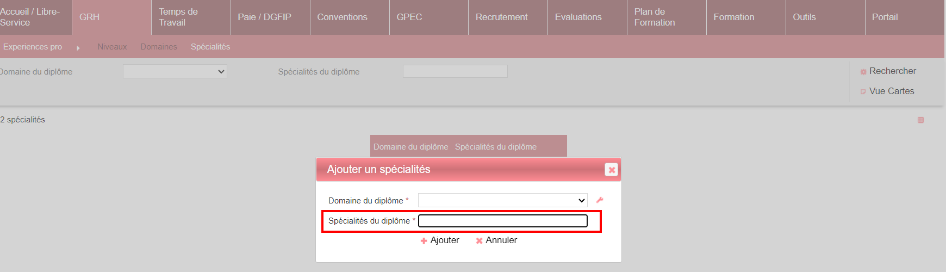 Accueil / Libre-Service GRH Temps de Travail Paie / DGFIP Conventions GPEC Recrutement Evaluations Plan de Formation Formation Outils Portail
Experiences pro Niveaux Domaines Spécialités
Domaine du diplôme Spécialités du diplôme Rechercher
Vue Cartes
2 spécialités
Domaine du diplôme Spécialités du diplôme
Ajouter un spécialités
Domaine du diplôme *
Spécialités du diplôme *
Ajouter Annuler